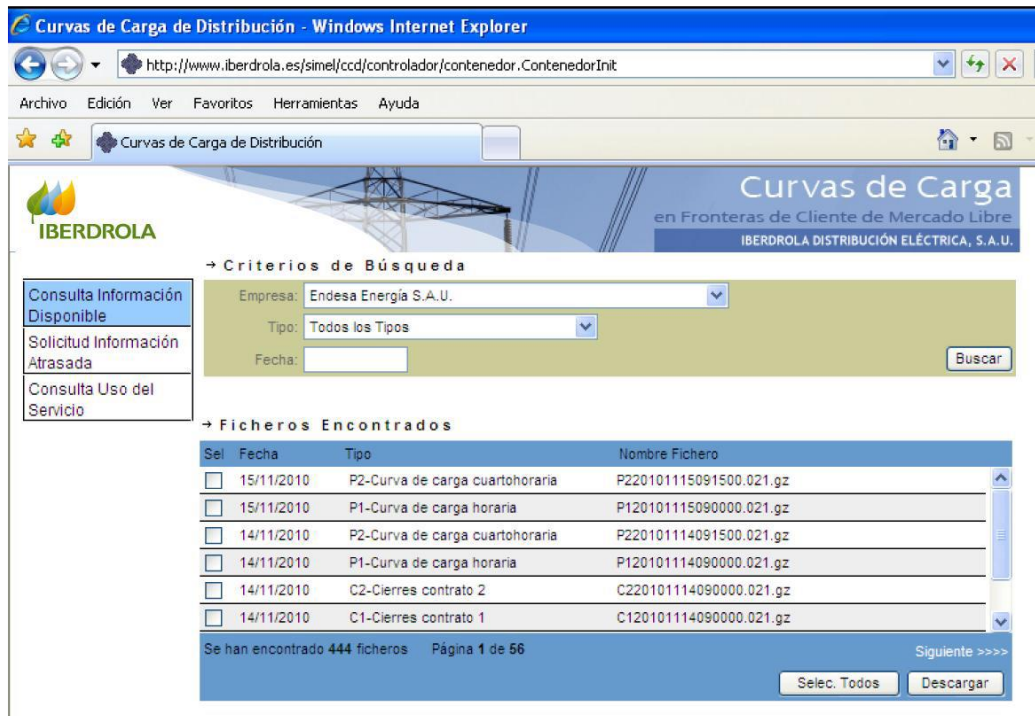 Curvas de Carga de Distribución - Windows Internet Explorer
http://www.iberdrola.es/simel/ccd/controlador/contenedor.ContenedorInit
Archivo Edición Ver Favoritos Herramientas Ayuda
Curvas de Carga de Distribución
IBERDROLA
Curvas de Carga
en Fronteras de Cliente de Mercado Libre
IBERDROLA DISTRIBUCIÓN ELÉCTRICA, S.A.U.
Consulta Información
Disponible
Solicitud Información
Atrasada
Consulta Uso del
Servicio
→ Criterios de Búsqueda
Empresa: Endesa Energía S.A.U.
Tipo: Todos los Tipos
Fecha:
Buscar
→ Ficheros Encontrados
Sel Fecha Tipo Nombre Fichero
15/11/2010 P2-Curva de carga cuartohoraria P220101115091500.021.gz
15/11/2010 P1-Curva de carga horaria P120101115090000.021.gz
14/11/2010 P2-Curva de carga cuartohoraria P220101114091500.021.gz
14/11/2010 P1-Curva de carga horaria P120101114090000.021.gz
14/11/2010 C2-Cierres contrato 2 C220101114090000.021.gz
14/11/2010 C1-Cierres contrato 1 C120101114090000.021.gz
Se han encontrado 444 ficheros Página 1 de 56
Siguiente >>>>
Selec. Todos Descargar